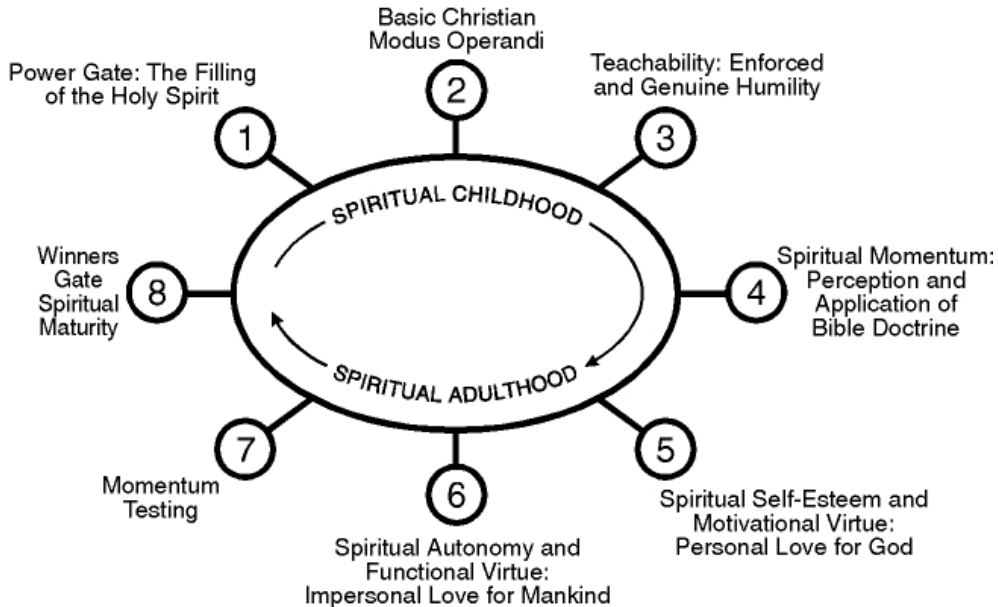 1
Power Gate: The Filling
of the Holy Spirit
2
Basic Christian
Modus Operandi
3
Teachability: Enforced
and Genuine Humility
4
Spiritual Momentum:
Perception and
Application of
Bible Doctrine
5
Spiritual Self-Esteem and
Motivational Virtue:
Personal Love for God
6
Spiritual Autonomy and
Functional Virtue:
Impersonal Love for Mankind
7
Momentum
Testing
8
Winners
Gate
Spiritual
Maturity
SPIRITUAL CHILDHOOD
SPIRITUAL ADULTHOOD